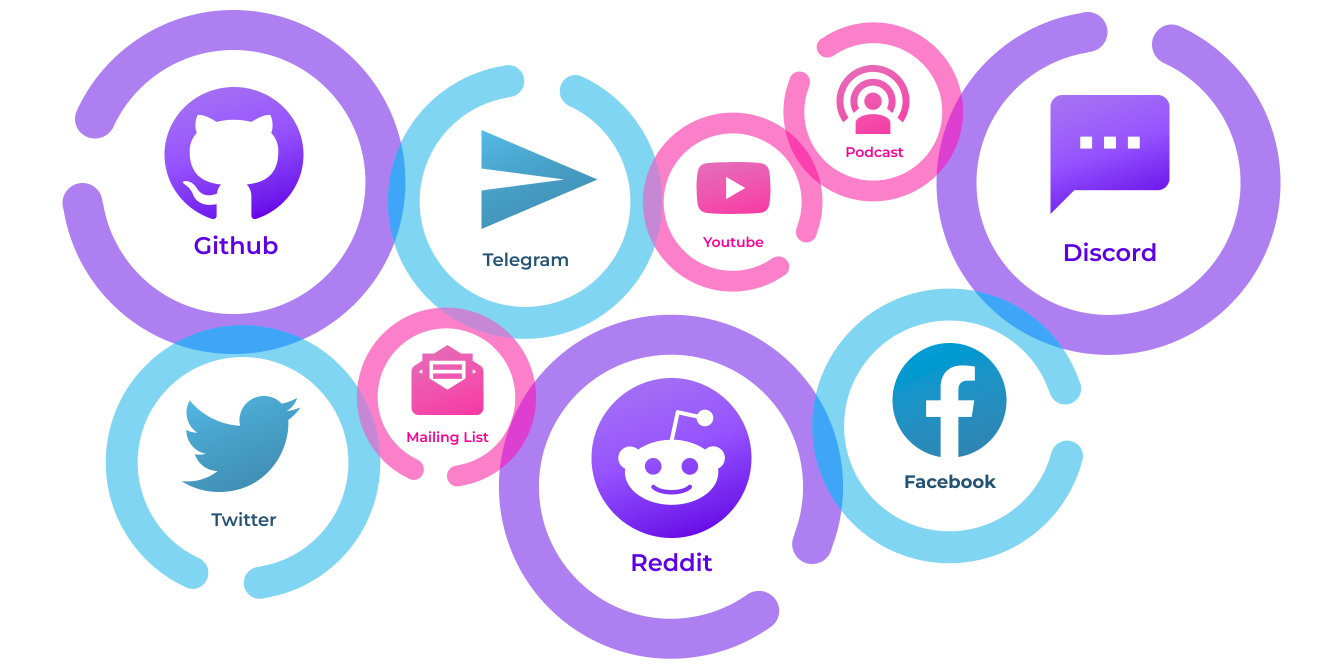 Github
Telegram
Youtube
Podcast
Discord
Twitter
Mailing List
Reddit
Facebook